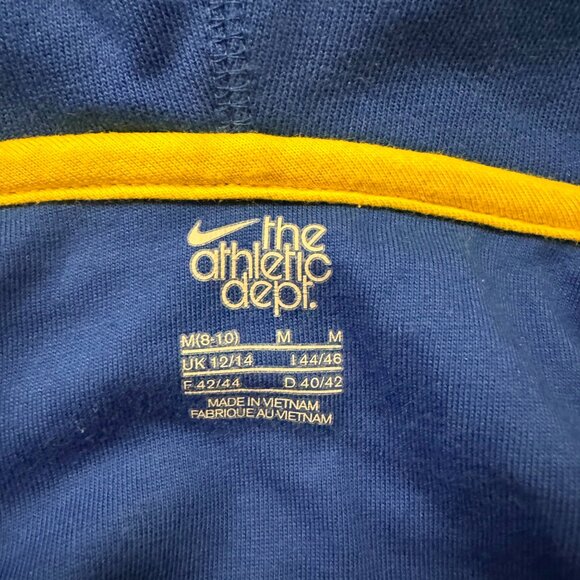 the
athletic
dept.
M(8-10) M M
UK 12/14 I 44/46
F 42/44 D 40/42
MADE IN VIETNAM
FABRIQUE AU VIETNAM